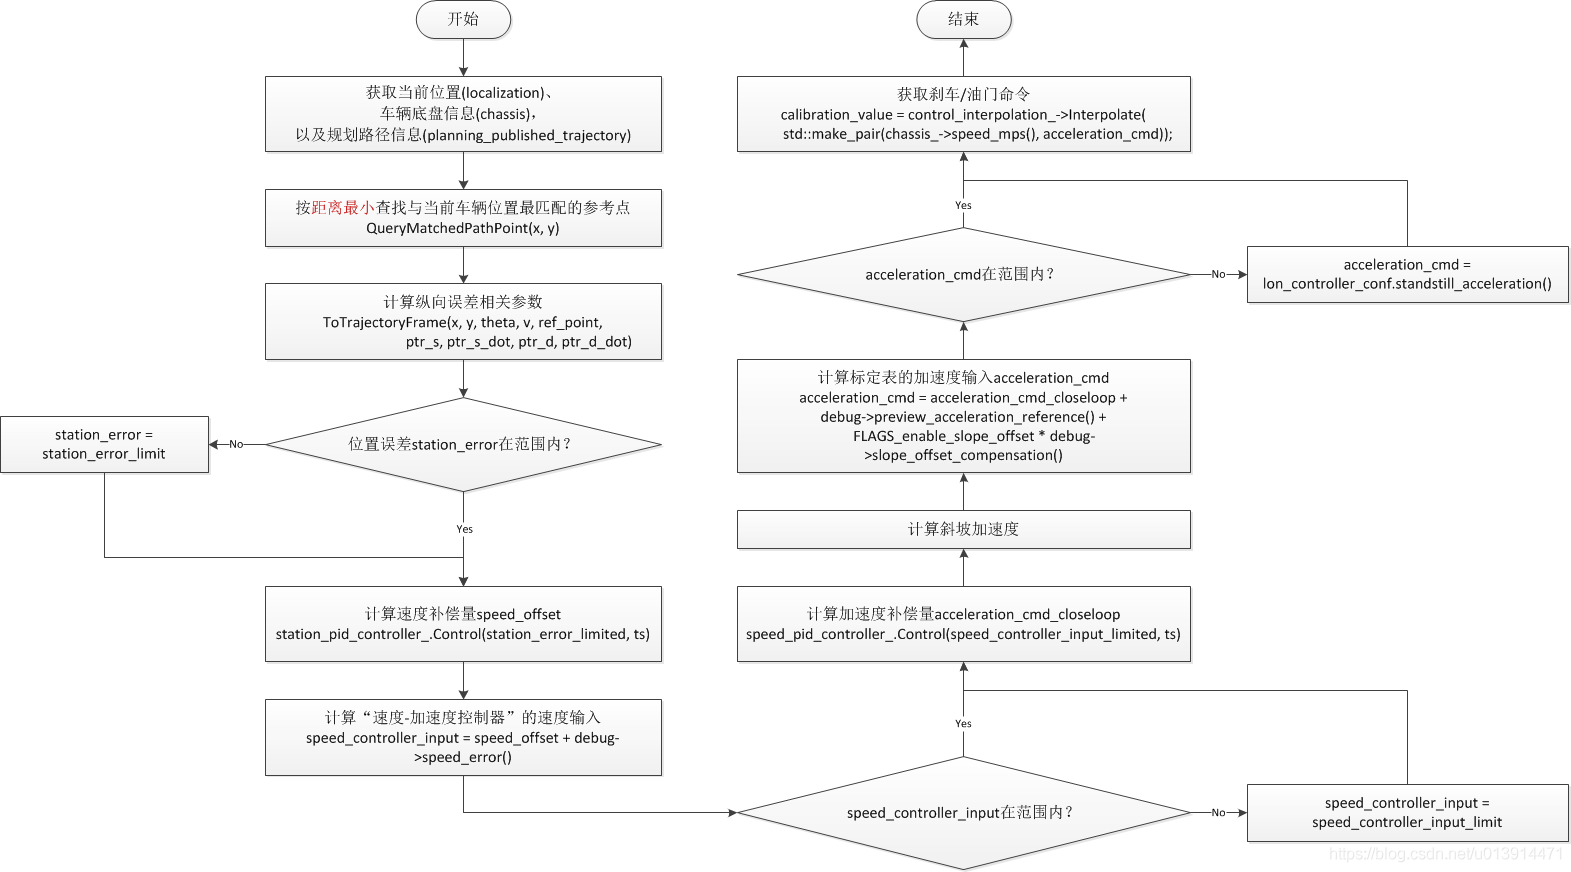 开始
获取当前位置(localization)、
车辆底盘信息(chassis)，
以及规划路径信息(planning_published_trajectory)
按距离最小查找与当前车辆位置最匹配的参考点
QueryMatchedPathPoint(x, y)
计算纵向误差相关参数
ToTrajectoryFrame(x, y, theta, v, ref_point,
ptr_s, ptr_s_dot, ptr_d, ptr_d_dot)
位置误差station_error在范围内？
No
station_error =
station_error_limit
Yes
计算速度补偿量speed_offset
station_pid_controller_.Control(station_error_limited, ts)
计算“速度-加速度控制器”的速度输入
speed_controller_input = speed_offset + debug-
>speed_error()
speed_controller_input在范围内？
No
speed_controller_input =
speed_controller_input_limit
Yes
计算加速度补偿量acceleration_cmd_closeloop
speed_pid_controller_.Control(speed_controller_input_limited, ts)
计算斜坡加速度
计算标定表的加速度输入acceleration_cmd
acceleration_cmd = acceleration_cmd_closeloop +
debug->preview_acceleration_reference() +
FLAGS_enable_slope_offset * debug-
>slope_offset_compensation()
acceleration_cmd在范围内？
No
acceleration_cmd =
lon_controller_conf.standstill_acceleration()
Yes
获取刹车/油门命令
calibration_value = control_interpolation_->Interpolate(
std::make_pair(chassis_->speed_mps(), acceleration_cmd));
结束
https://blog.csdn.net/u013914471